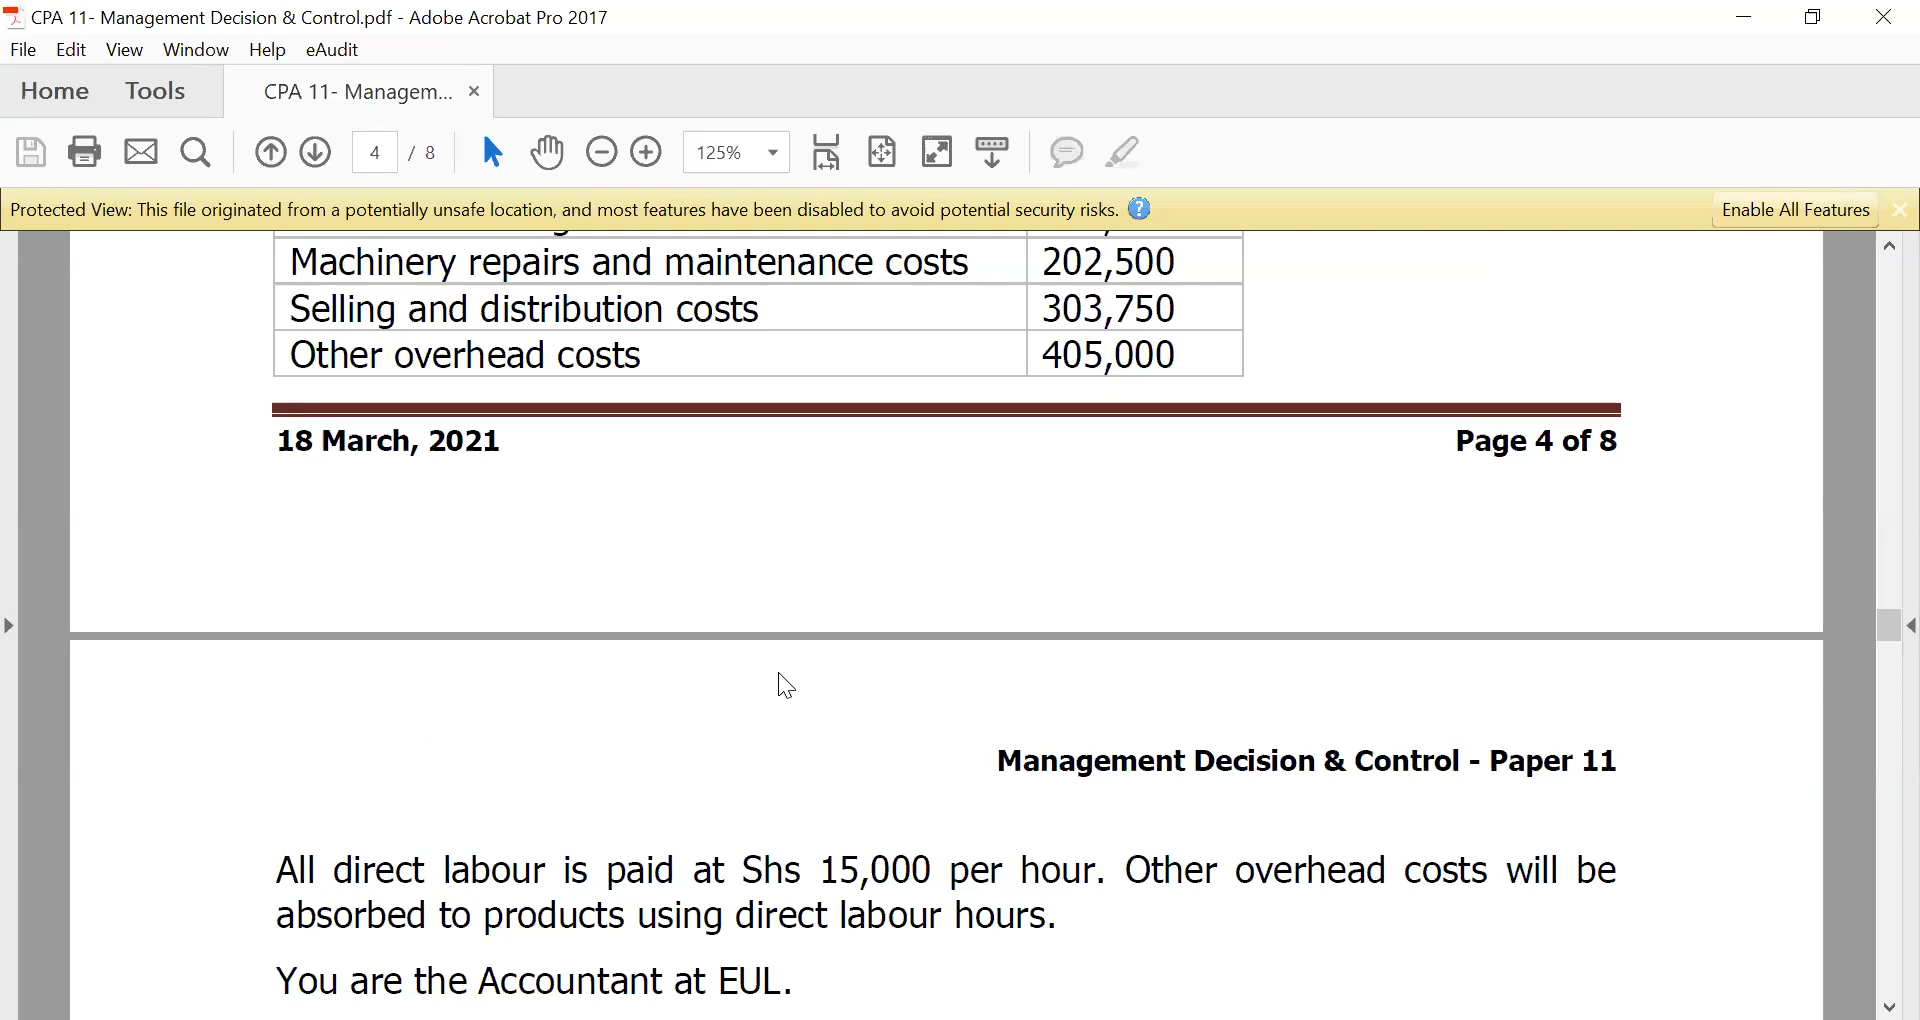 CPA 11- Management Decision & Control.pdf - Adobe Acrobat Pro 2017
File Edit View Window Help eAudit
Home Tools CPA 11- Managem...
4 / 8 125%
Protected View: This file originated from a potentially unsafe location, and most features have been disabled to avoid potential security risks. Enable All Features
Machinery repairs and maintenance costs 202,500
Selling and distribution costs 303,750
Other overhead costs 405,000
18 March, 2021 Page 4 of 8
Management Decision & Control - Paper 11
All direct labour is paid at Shs 15,000 per hour. Other overhead costs will be
absorbed to products using direct labour hours.
You are the Accountant at EUL.